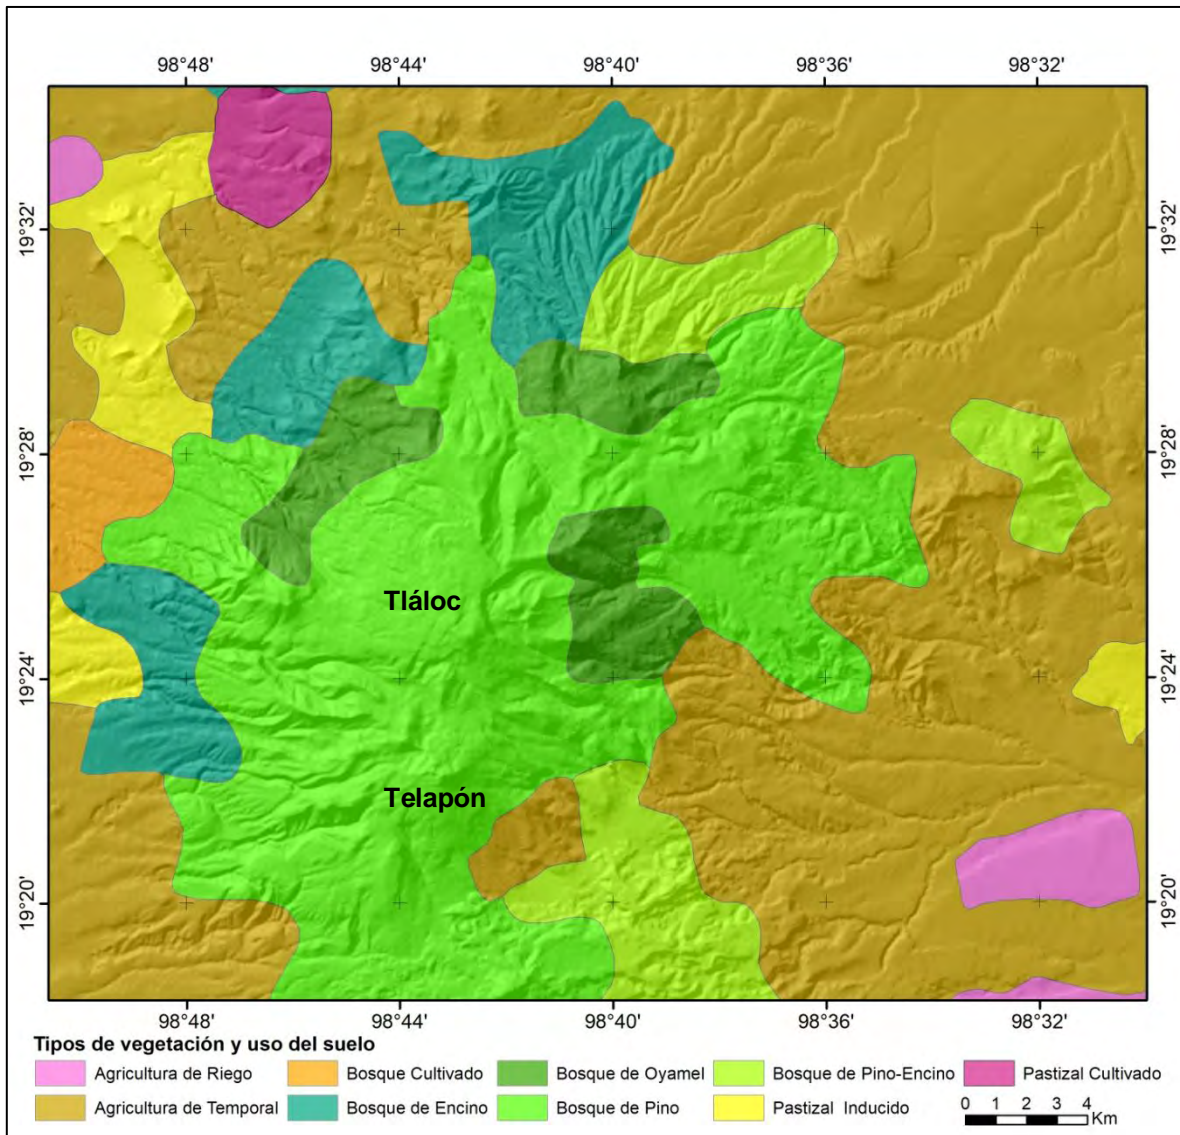 98°48' 98°44' 98°40' 98°36' 98°32'
19°32' 19°32'
19°28' 19°28'
Tláloc
19°24' 19°24'
Telapón
19°20' 19°20'
98°48' 98°44' 98°40' 98°36' 98°32'
Tipos de vegetación y uso del suelo
Agricultura de Riego Bosque Cultivado Bosque de Oyamel Bosque de Pino-Encino Pastizal Cultivado
Agricultura de Temporal Bosque de Encino Bosque de Pino Pastizal Inducido
0 1 2 3 4
Km